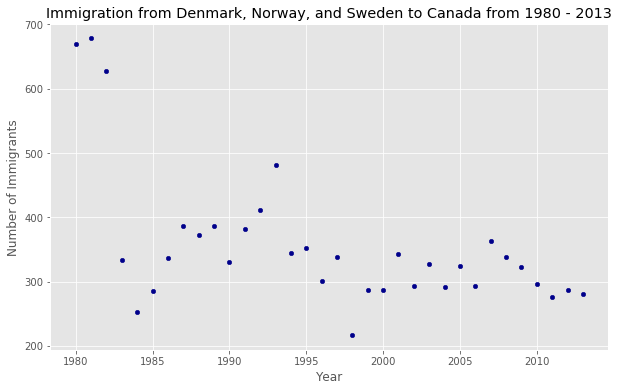 Immigration from Denmark, Norway, and Sweden to Canada from 1980 - 2013
700
600
500
400
300
200
Number of Immigrants
1980 1985 1990 1995 2000 2005 2010
Year